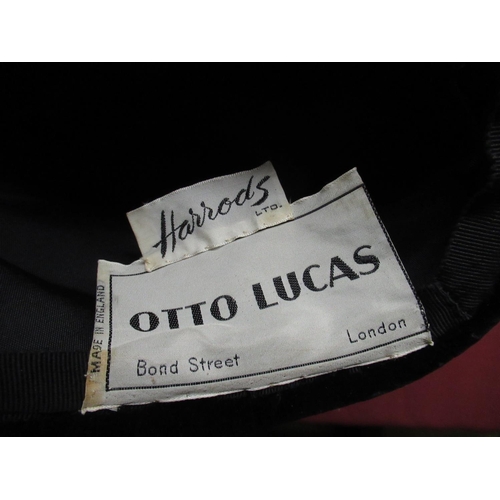 Harrods
LTD.
MADE IN ENGLAND
OTTO LUCAS
Bond Street London